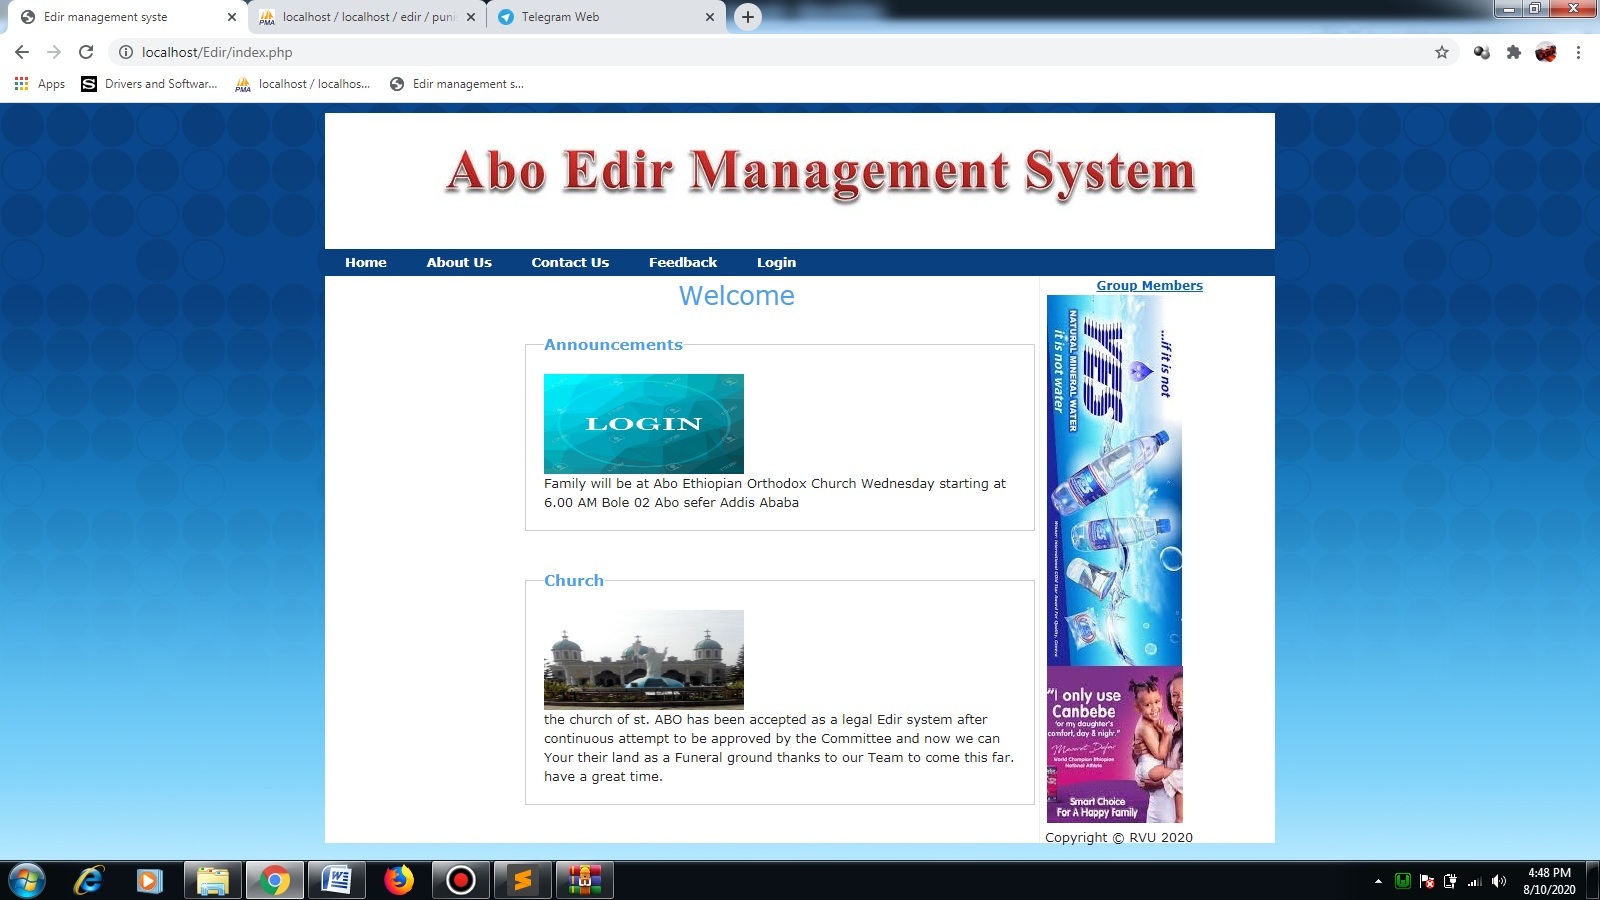 Edir management syste
localhost / localhost / edir / puni
Telegram Web
localhost/Edir/index.php
Apps
Drivers and Softwar...
localhost / localhos...
Edir management s...
Abo Edir Management System
Home
About Us
Contact Us
Feedback
Login
Welcome
Announcements
LOGIN
Family will be at Abo Ethiopian Orthodox Church Wednesday starting at
6.00 AM Bole 02 Abo sefer Addis Ababa
Church
the church of st. ABO has been accepted as a legal Edir system after
continuous attempt to be approved by the Committee and now we can
Your their land as a Funeral ground thanks to our Team to come this far.
have a great time.
Group Members
...if it is not
YES
NATURAL MINERAL WATER
it is not water
"I only use
Canbebe
for my daughter's
comfort, day & night."
World Champion Ethiopian
National Athlete
Smart Choice
For A Happy Family
Copyright © RVU 2020
4:48 PM
8/10/2020